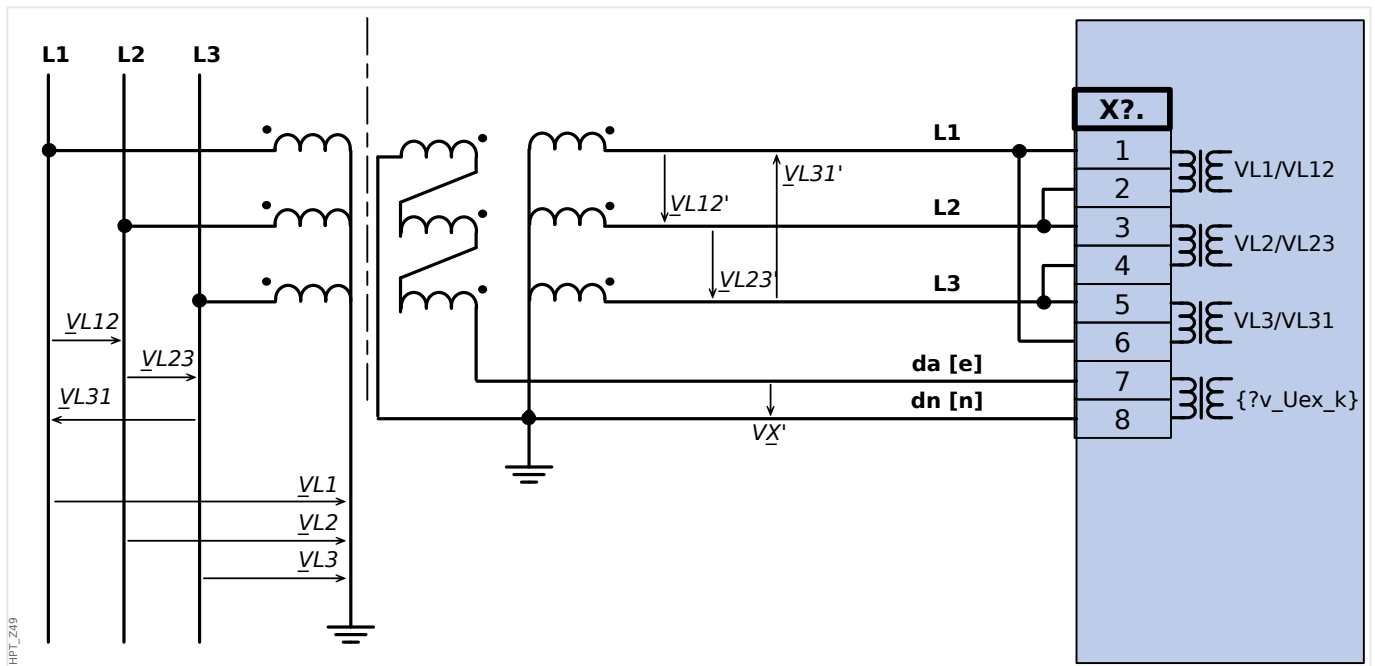 L1 L2 L3
X?.
L1
1
VL31'
VL1/VL12
2
VL12'
L2
3
VL2/VL23
4
VL23'
L3
5
VL3/VL31
VL12
6
VL23
da [e]
7
VL31
dn [n]
{?v_Uex_k}
8
VX'
VL1
VL2
VL3
HPT_Z49